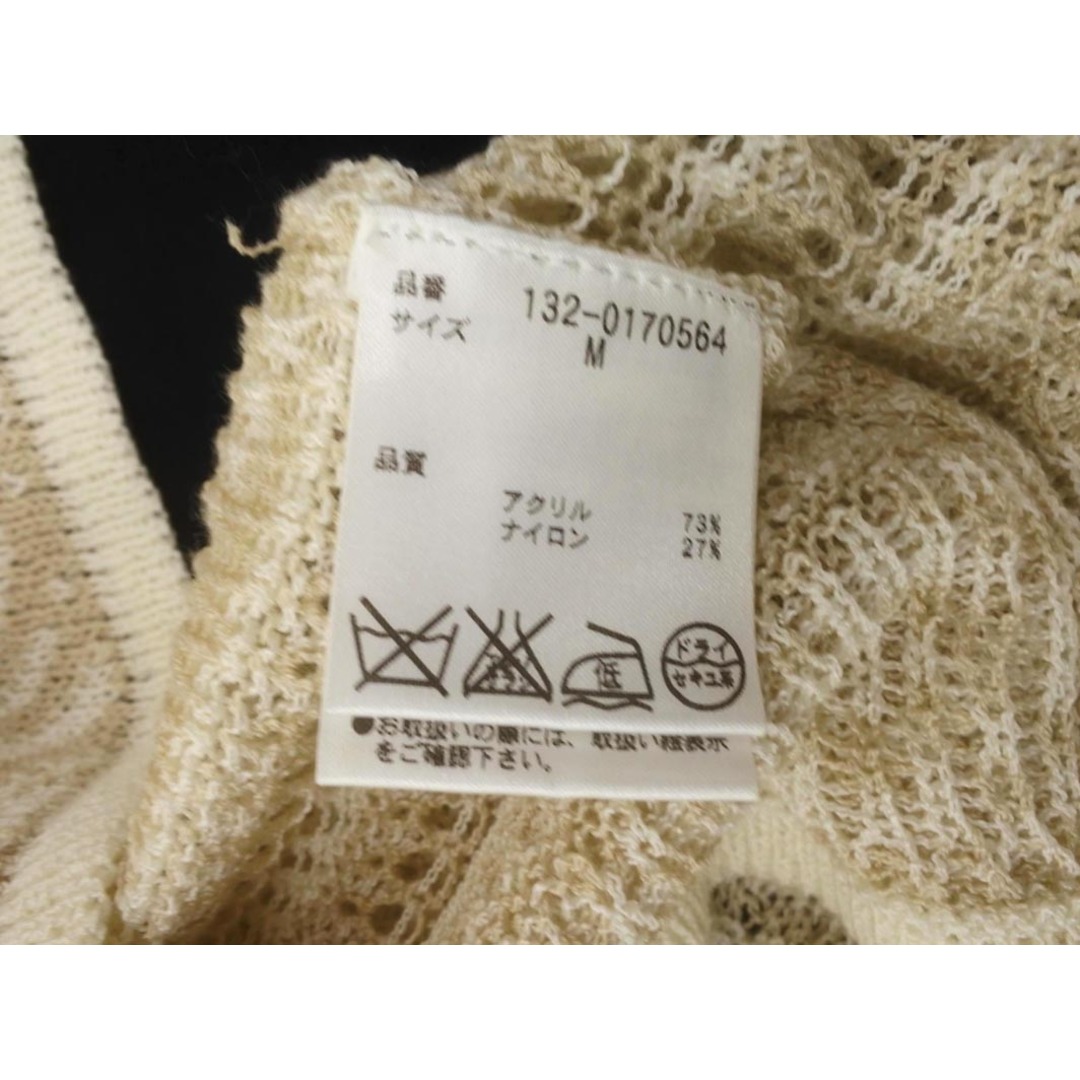 品番 132-0170564
サイズ M
品質
アクリル 73%
ナイロン 27%
低
ドライ
セキユ系
●お取扱いの際には、取扱い絵表示
をご確認下さい。